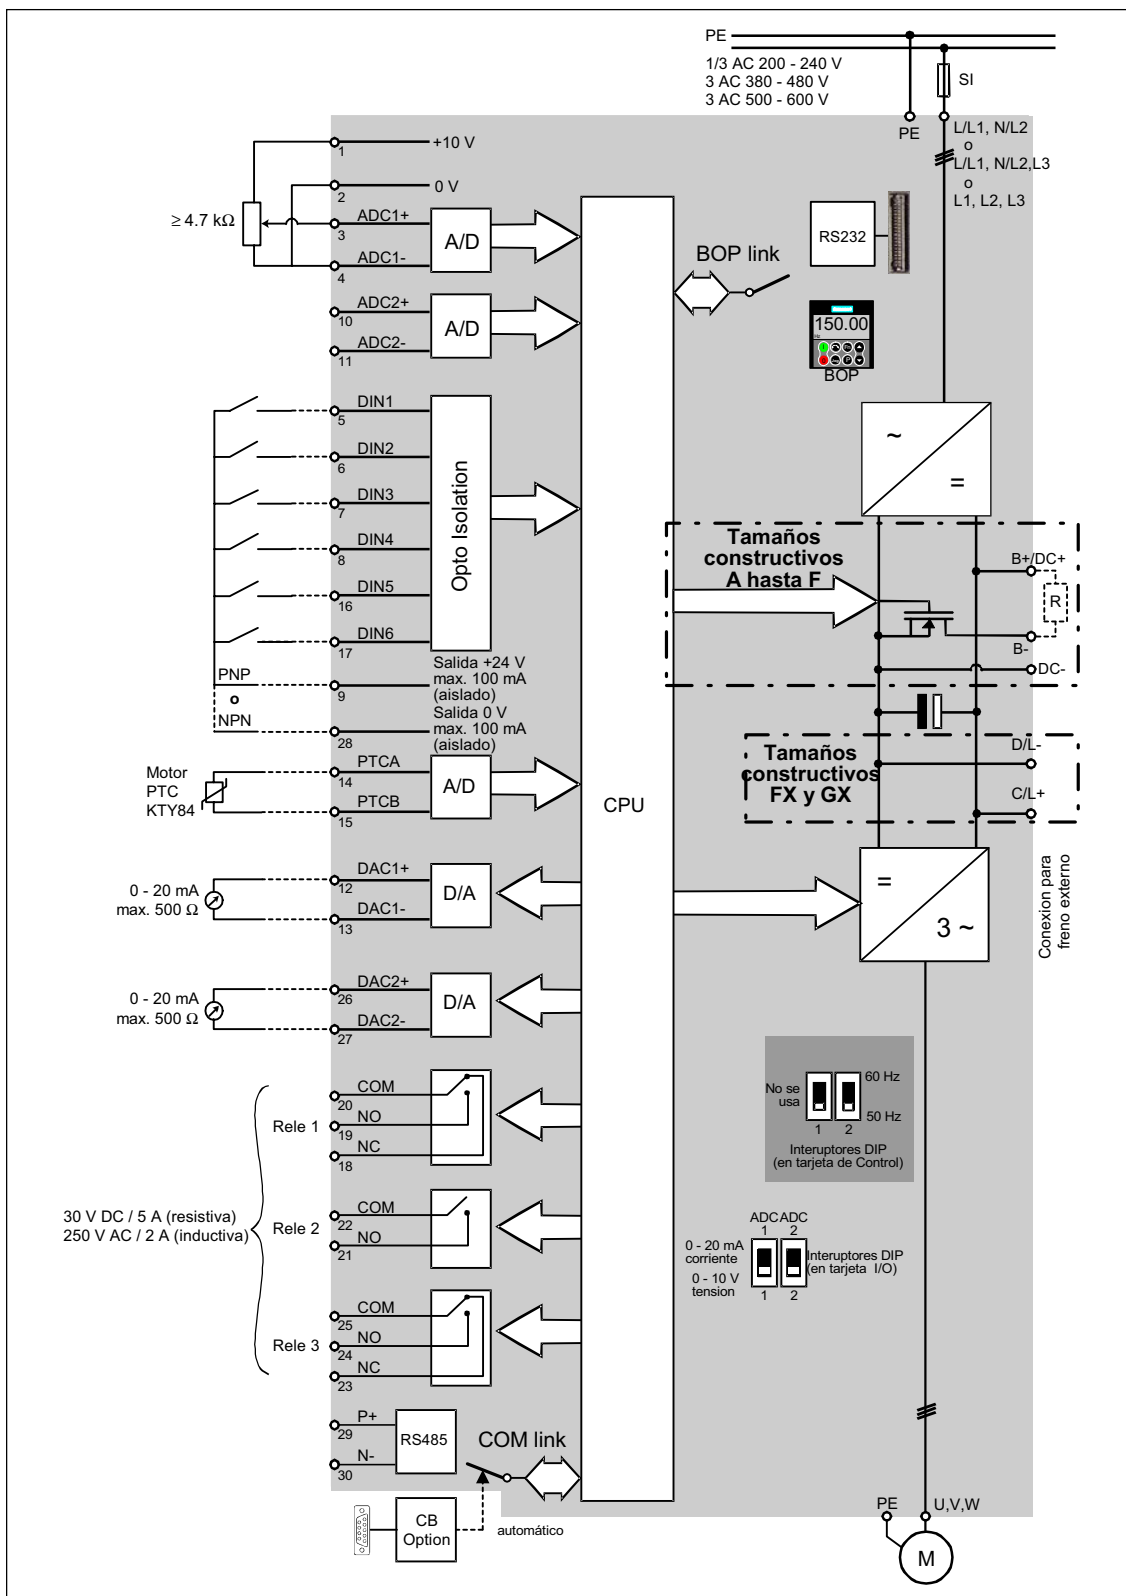 PE
1/3 AC 200 - 240 V
3 AC 380 - 480 V
3 AC 500 - 600 V
SI
PE
L/L1, N/L2
o
L/L1, N/L2,L3
o
L1, L2, L3
1
+10 V
2
0 V
≥ 4.7 kΩ
ADC1+
3
ADC1-
4
A/D
ADC2+
10
ADC2-
11
A/D
BOP link
RS232
150.00
Hz
BOP
DIN1
5
DIN2
6
DIN3
7
DIN4
8
DIN5
16
DIN6
17
Opto Isolation
~
=
Tamaños
constructivos
A hasta F
B+/DC+
R
B-
DC-
PNP
o
NPN
9
Salida +24 V
max. 100 mA
(aislado)
28
Salida 0 V
max. 100 mA
(aislado)
Motor
PTC
KTY84
PTCA
14
PTCB
15
A/D
CPU
Tamaños
constructivos
FX y GX
D/L-
C/L+
Conexion para
freno externo
=
3 ~
0 - 20 mA
max. 500 Ω
DAC1+
12
DAC1-
13
D/A
0 - 20 mA
max. 500 Ω
DAC2+
26
DAC2-
27
D/A
No se
usa
60 Hz
50 Hz
1 2
Interuptores DIP
(en tarjeta de Control)
30 V DC / 5 A (resistiva)
250 V AC / 2 A (inductiva)
Rele 1
COM
20
NO
19
NC
18
Rele 2
COM
22
NO
21
Rele 3
COM
25
NO
24
NC
23
ADC ADC
1 2
0 - 20 mA
corriente
0 - 10 V
tension
1 2
Interuptores DIP
(en tarjeta I/O)
P+
29
N-
30
RS485
COM link
CB
Option
automático
PE
U,V,W
M